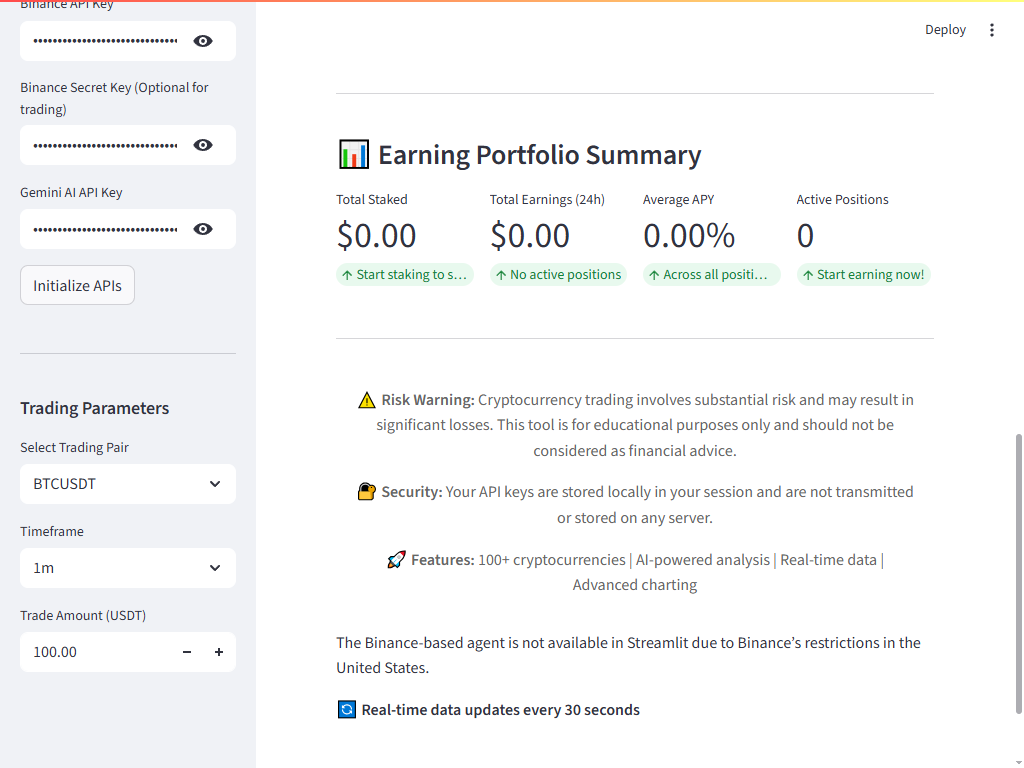 Binance API Key
••••••••••••••••••••••••••••••
Binance Secret Key (Optional for
trading)
••••••••••••••••••••••••••••••
Gemini AI API Key
••••••••••••••••••••••••••••••
Initialize APIs
Trading Parameters
Select Trading Pair
BTCUSDT
Timeframe
1m
Trade Amount (USDT)
100.00 − +
Deploy
📊 Earning Portfolio Summary
Total Staked Total Earnings (24h) Average APY Active Positions
$0.00 $0.00 0.00% 0
↑ Start staking to s… ↑ No active positions ↑ Across all positi… ↑ Start earning now!
⚠️ Risk Warning: Cryptocurrency trading involves substantial risk and may result in
significant losses. This tool is for educational purposes only and should not be
considered as financial advice.
🔐 Security: Your API keys are stored locally in your session and are not transmitted
or stored on any server.
🚀 Features: 100+ cryptocurrencies | AI-powered analysis | Real-time data |
Advanced charting
The Binance-based agent is not available in Streamlit due to Binance’s restrictions in the
United States.
🔄 Real-time data updates every 30 seconds